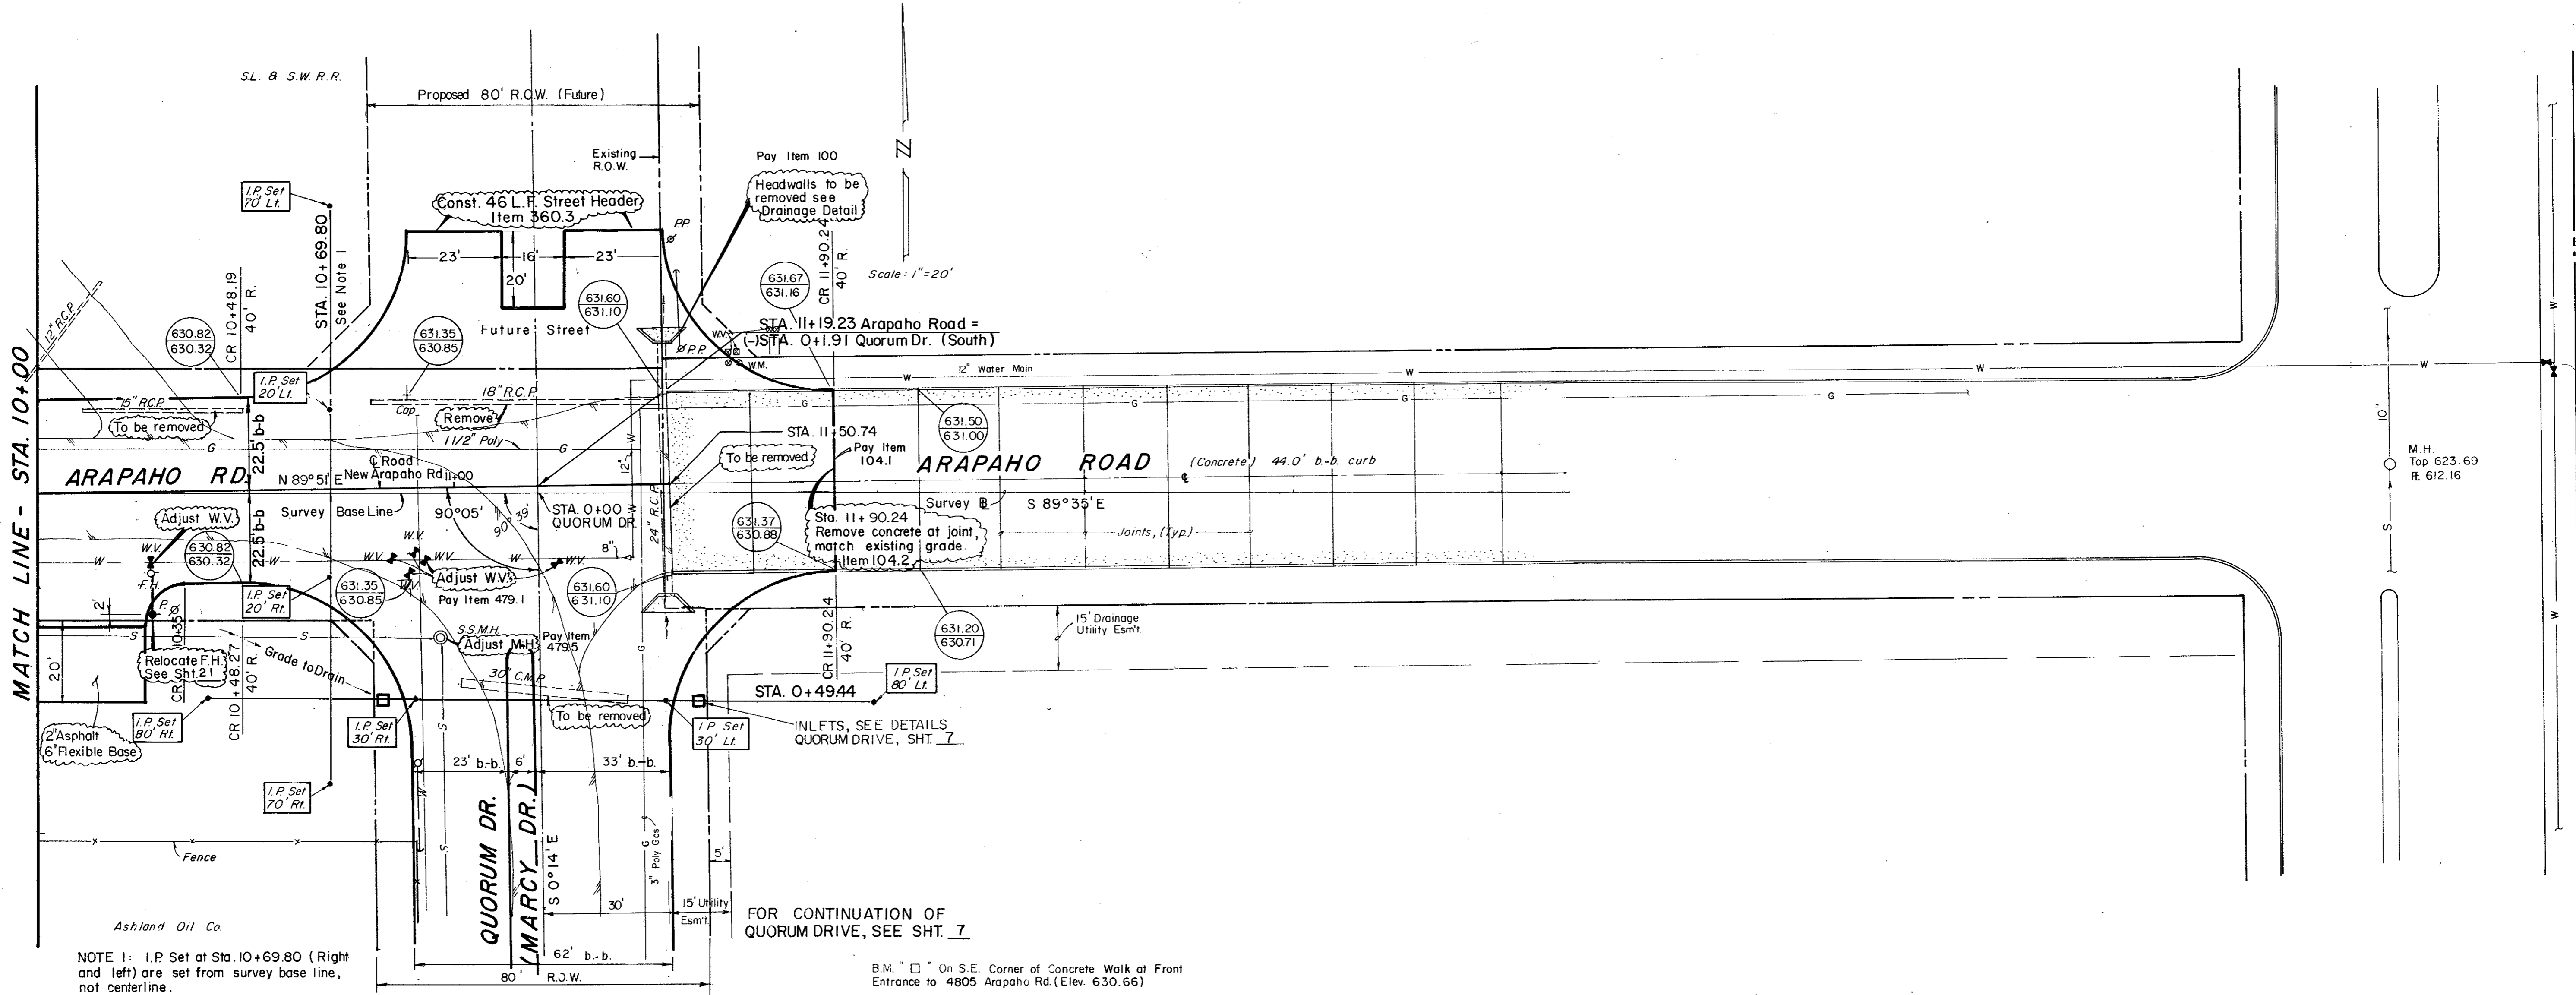 S.L. & S.W. R.R.
Proposed 80' R.O.W. (Future)
Existing
R.O.W.
Pay Item 100
Headwalls to be
removed see
Drainage Detail
N
Scale: 1"=20'
I.P. Set
70' Lt.
STA. 10+69.80
See Note 1
Const. 46 L.F. Street Header
Item 360.3
23'
16'
23'
20'
P.P.
CR 11+90.24
40' R.
631.67
631.16
631.60
631.10
Future Street
12" R.C.P.
630.82
630.32
CR 10+48.19
40' R.
631.35
630.85
STA. 11+19.23 Arapaho Road =
(-)STA. 0+1.91 Quorum Dr. (South)
W.V.
P.P.
W.M.
12" Water Main
W
W
W
W
W
W
W
I.P. Set
20' Lt.
15" R.C.P.
To be removed
18" R.C.P.
Cap
Remove
1 1/2" Poly
G
G
G
G
G
G
MATCH LINE - STA. 10+00
22.5' b-b
12"
W
W
STA. 11+50.74
To be removed
Pay Item
104.1
631.50
631.00
ARAPAHO RD.
N 89°51' E
℄ Road
New Arapaho Rd
11+00
ARAPAHO ROAD
(Concrete) 44.0' b.-b. curb
℄
10"
M.H.
Top 623.69
℄ 612.16
S
Survey Base Line
90°05'
90°39'
STA. 0+00
QUORUM DR.
24" R.C.P.
Survey B
S 89°35' E
Joints, (Typ.)
Adjust W.V.
W.V.
F.H.
630.82
630.32
22.5' b-b
W
W
W
W.V.
W.V.
W.V.
W.V.
W.V.
8"
631.37
630.88
Sta. 11+90.24
Remove concrete at joint,
match existing grade.
Item 104.2
I.P. Set
20' Rt.
631.35
630.85
Adjust W.V.'s
Pay Item 479.1
631.60
631.10
2'
P.
S
S
20'
Relocate F.H.
See Sht. 21
CR 10+35
CR 10+48.27
40' R.
Grade to Drain
S.S.M.H.
Adjust M.H.
Pay Item
479.5
30" C.M.P.
To be removed
CR 11+90.24
40' R.
631.20
630.71
15' Drainage
Utility Esm't.
STA. 0+49.44
I.P. Set
80' Lt.
2" Asphalt
6" Flexible Base
I.P. Set
80' Rt.
I.P. Set
30' Rt.
I.P. Set
30' Lt.
INLETS, SEE DETAILS
QUORUM DRIVE, SHT. 7
I.P. Set
70' Rt.
23' b.-b.
6'
33' b.-b.
S
S
W
G
G
Fence
QUORUM DR.
(MARCY DR.)
S 0°14' E
3" Poly Gas
5'
30'
15' Utility
Esm't.
FOR CONTINUATION OF
QUORUM DRIVE, SEE SHT. 7
Ashland Oil Co.
62' b.-b.
80' R.O.W.
NOTE 1: I.P. Set at Sta. 10+69.80 (Right
and left) are set from survey base line,
not centerline.
B.M. "□" On S.E. Corner of Concrete Walk at Front
Entrance to 4805 Arapaho Rd. (Elev. 630.66)